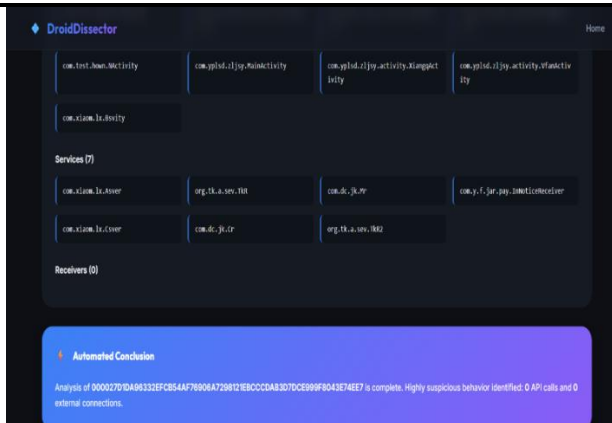 DroidDissector
Home
com.test.hown.NActivity
com.yplsd.zljsy.MainActivity
com.yplsd.zljsy.activity.XiangqAct
ivity
com.yplsd.zljsy.activity.YfanActiv
ity
com.xiaom.lx.Bsvity
Services (7)
com.xiaom.lx.Asver
org.tk.a.sev.TkR
com.dc.jk.Mr
com.y.f.jar.pay.InNoticeReceiver
com.xiaom.lx.Csver
com.dc.jk.Cr
org.tk.a.sev.TkR2
Receivers (0)
Automated Conclusion
Analysis of is complete. Highly suspicious behavior identified: 0 API calls and 0
external connections.